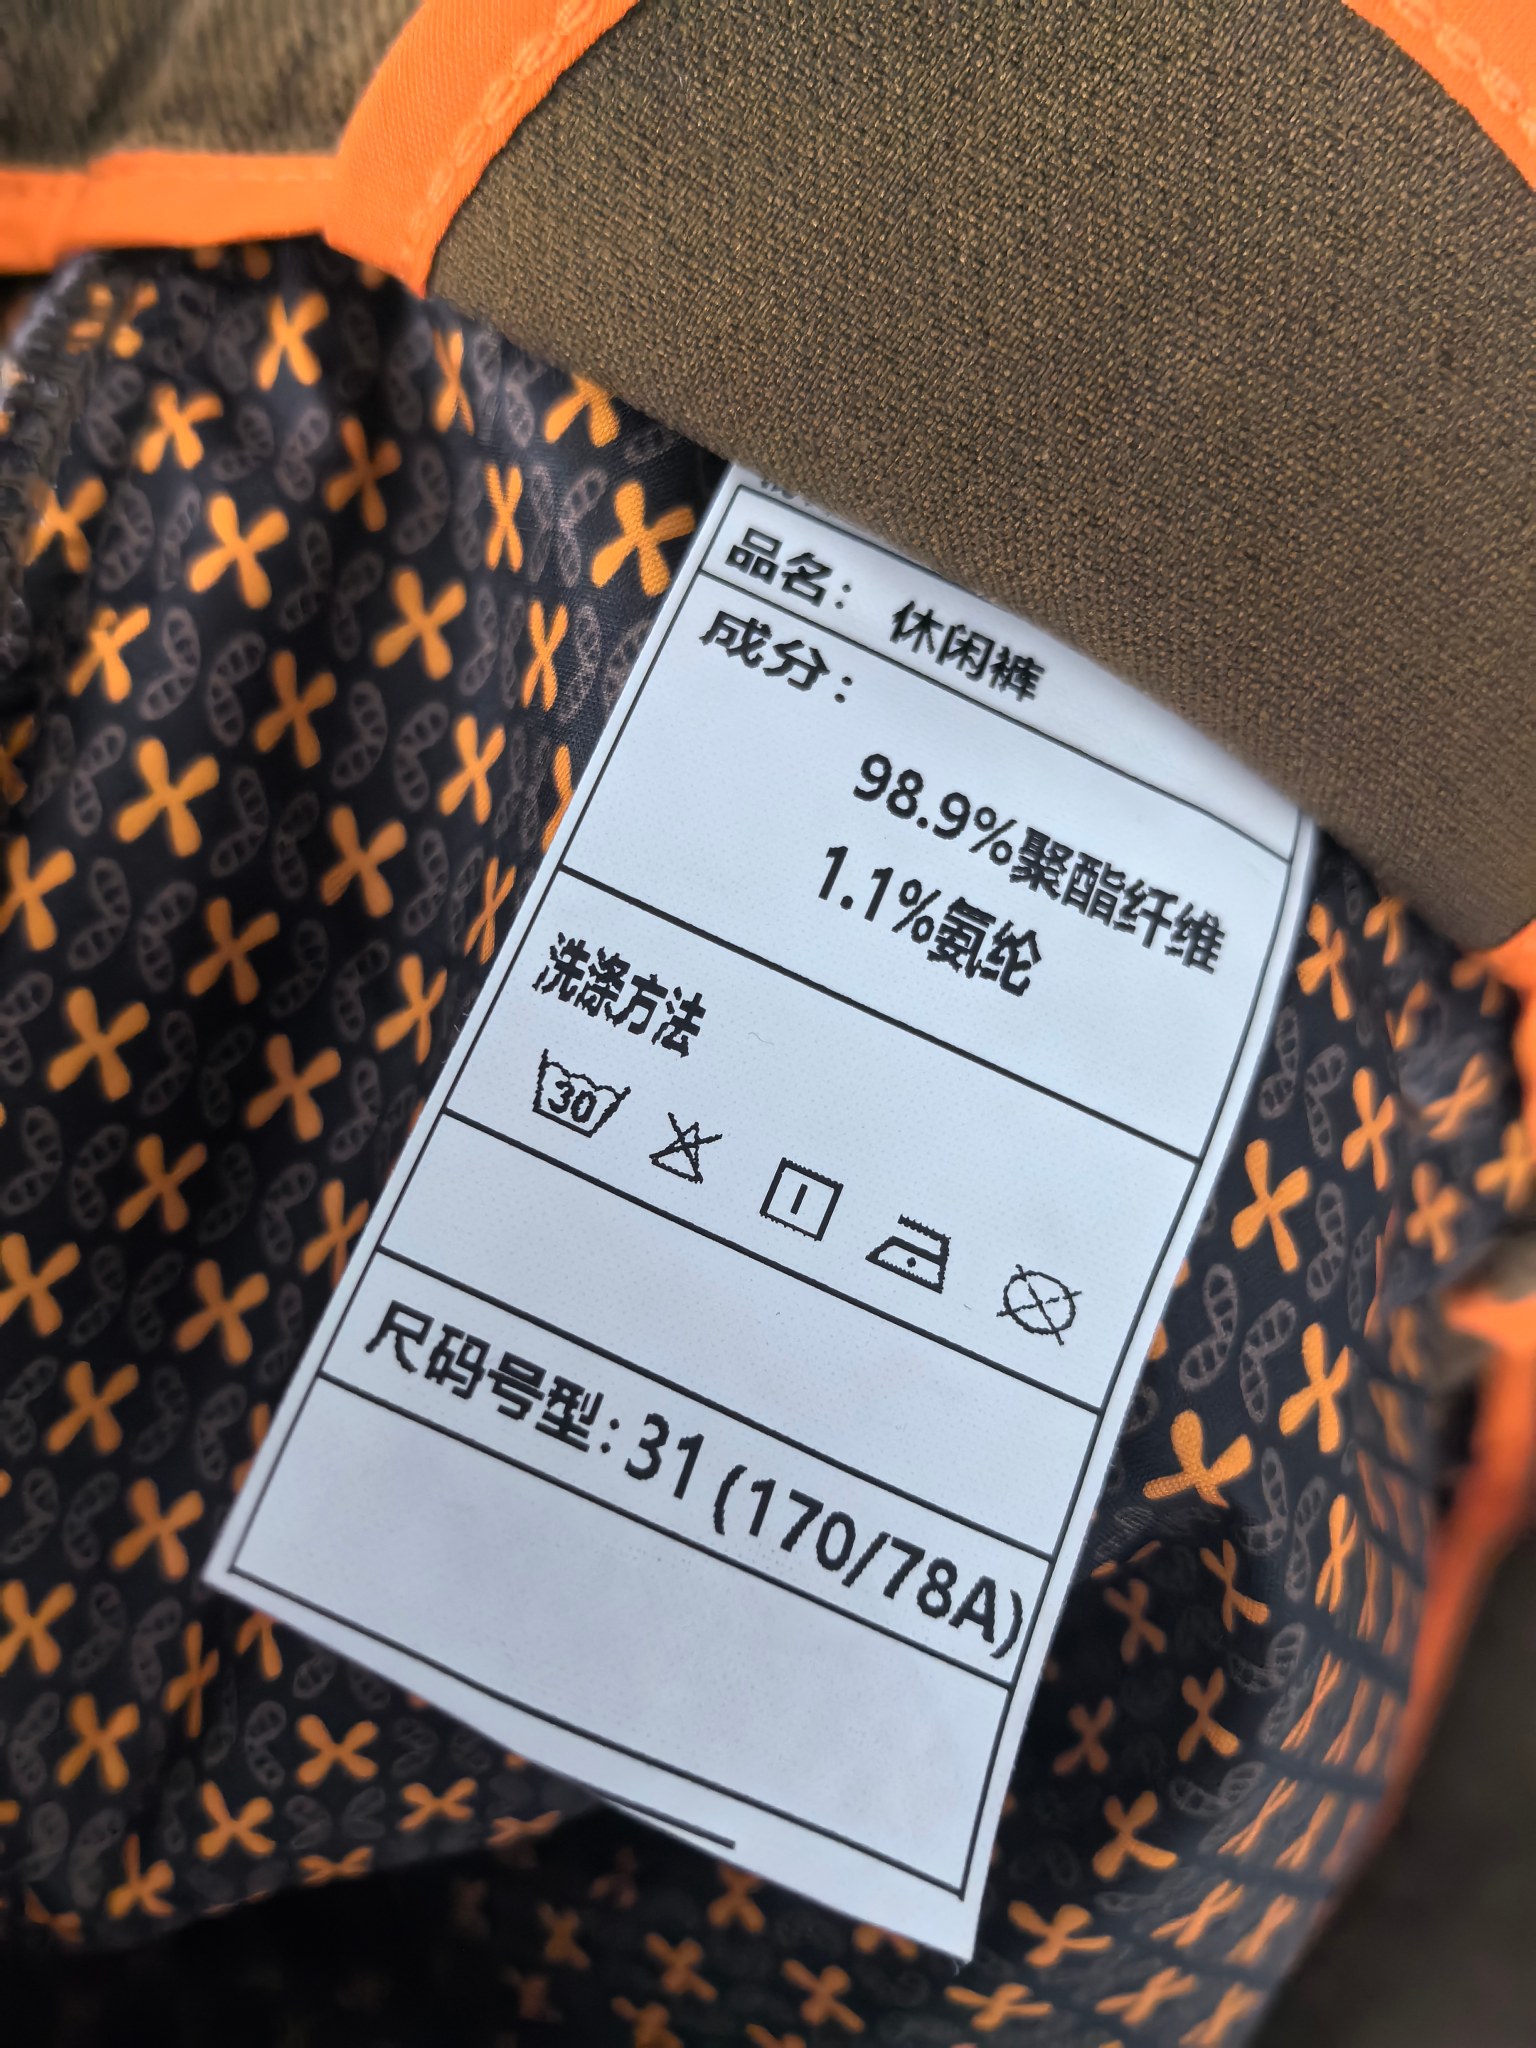 品名： 休闲裤
成分：
98.9%聚酯纤维
1.1%氨纶
洗涤方法
30
尺码号型：31 (170/78A)